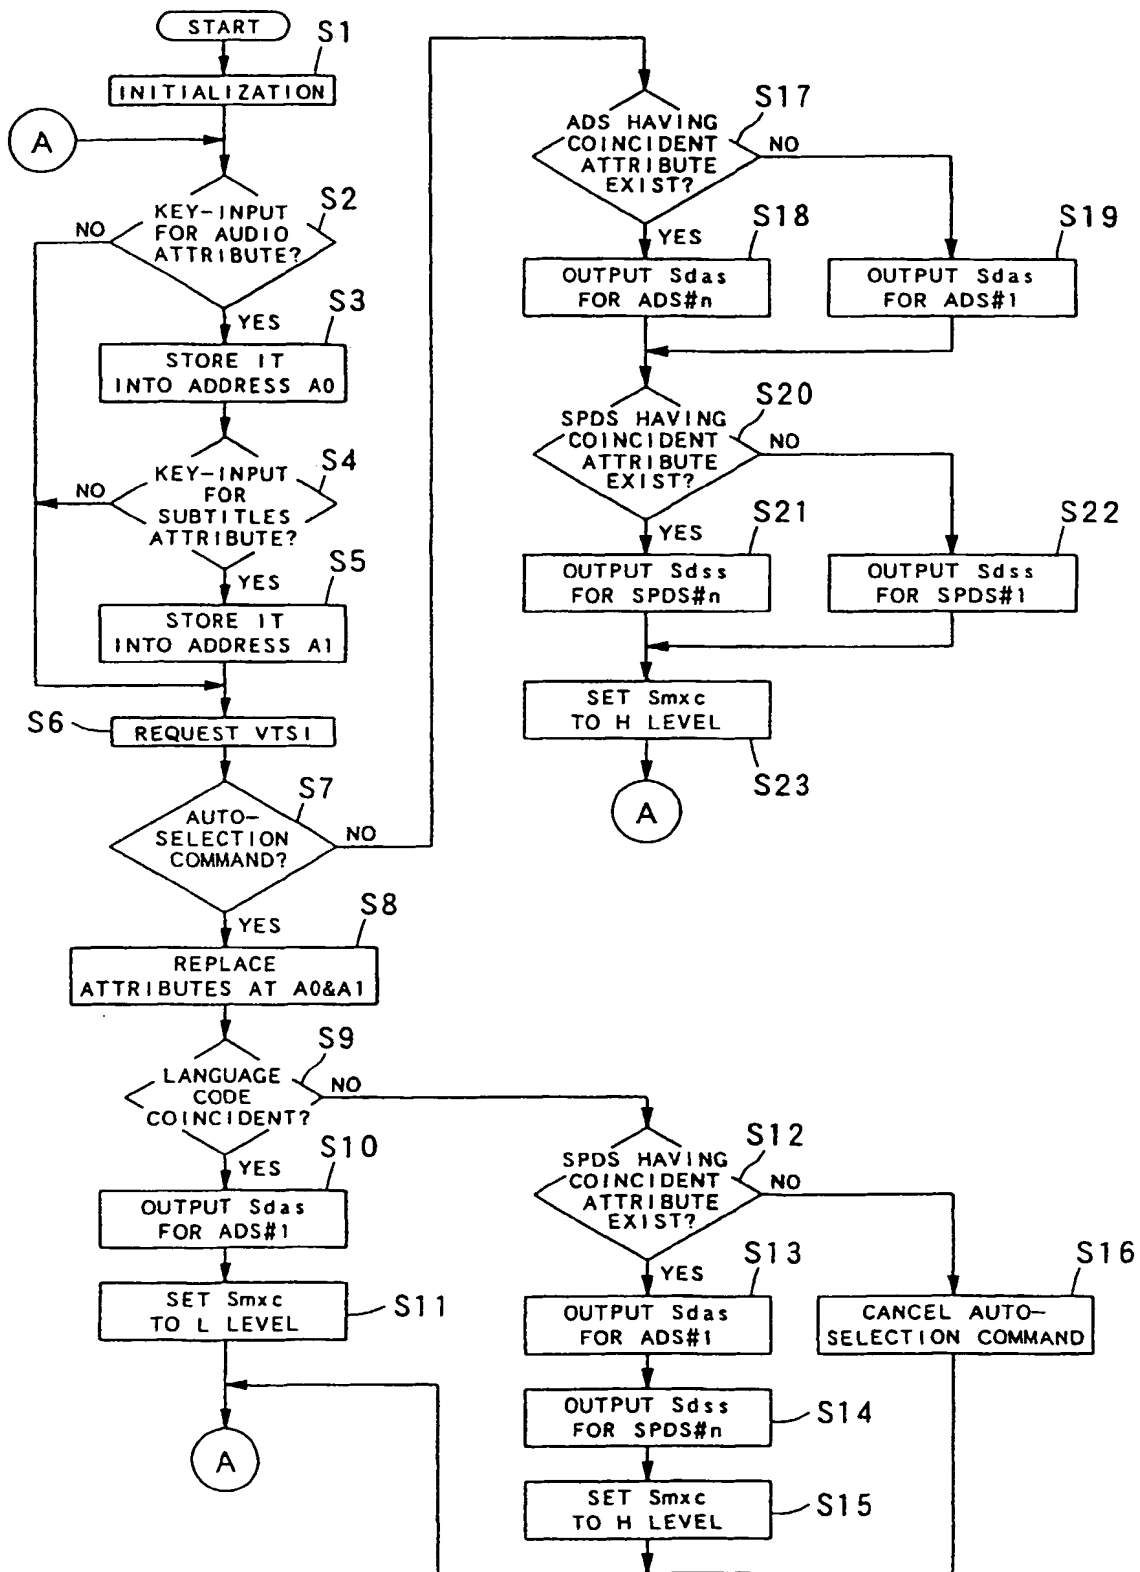 START
S1
INITIALIZATION
A
S2
KEY-INPUT
FOR AUDIO
ATTRIBUTE?
NO
YES
S3
STORE IT
INTO ADDRESS A0
S4
KEY-INPUT
FOR
SUBTITLES
ATTRIBUTE?
NO
YES
S5
STORE IT
INTO ADDRESS A1
S6
REQUEST VTSI
S7
AUTO-
SELECTION
COMMAND?
NO
YES
S8
REPLACE
ATTRIBUTES AT A0&A1
S9
LANGUAGE
CODE
COINCIDENT?
NO
YES
S10
OUTPUT Sdas
FOR ADS#1
SET Smxc
TO L LEVEL
S11
A
S12
SPDS HAVING
COINCIDENT
ATTRIBUTE
EXIST?
NO
YES
S13
OUTPUT Sdas
FOR ADS#1
OUTPUT Sdss
FOR SPDS#n
S14
SET Smxc
TO H LEVEL
S15
S16
CANCEL AUTO-
SELECTION COMMAND
S17
ADS HAVING
COINCIDENT
ATTRIBUTE
EXIST?
NO
YES
S18
OUTPUT Sdas
FOR ADS#n
S19
OUTPUT Sdas
FOR ADS#1
S20
SPDS HAVING
COINCIDENT
ATTRIBUTE
EXIST?
NO
YES
S21
OUTPUT Sdss
FOR SPDS#n
S22
OUTPUT Sdss
FOR SPDS#1
SET Smxc
TO H LEVEL
S23
A